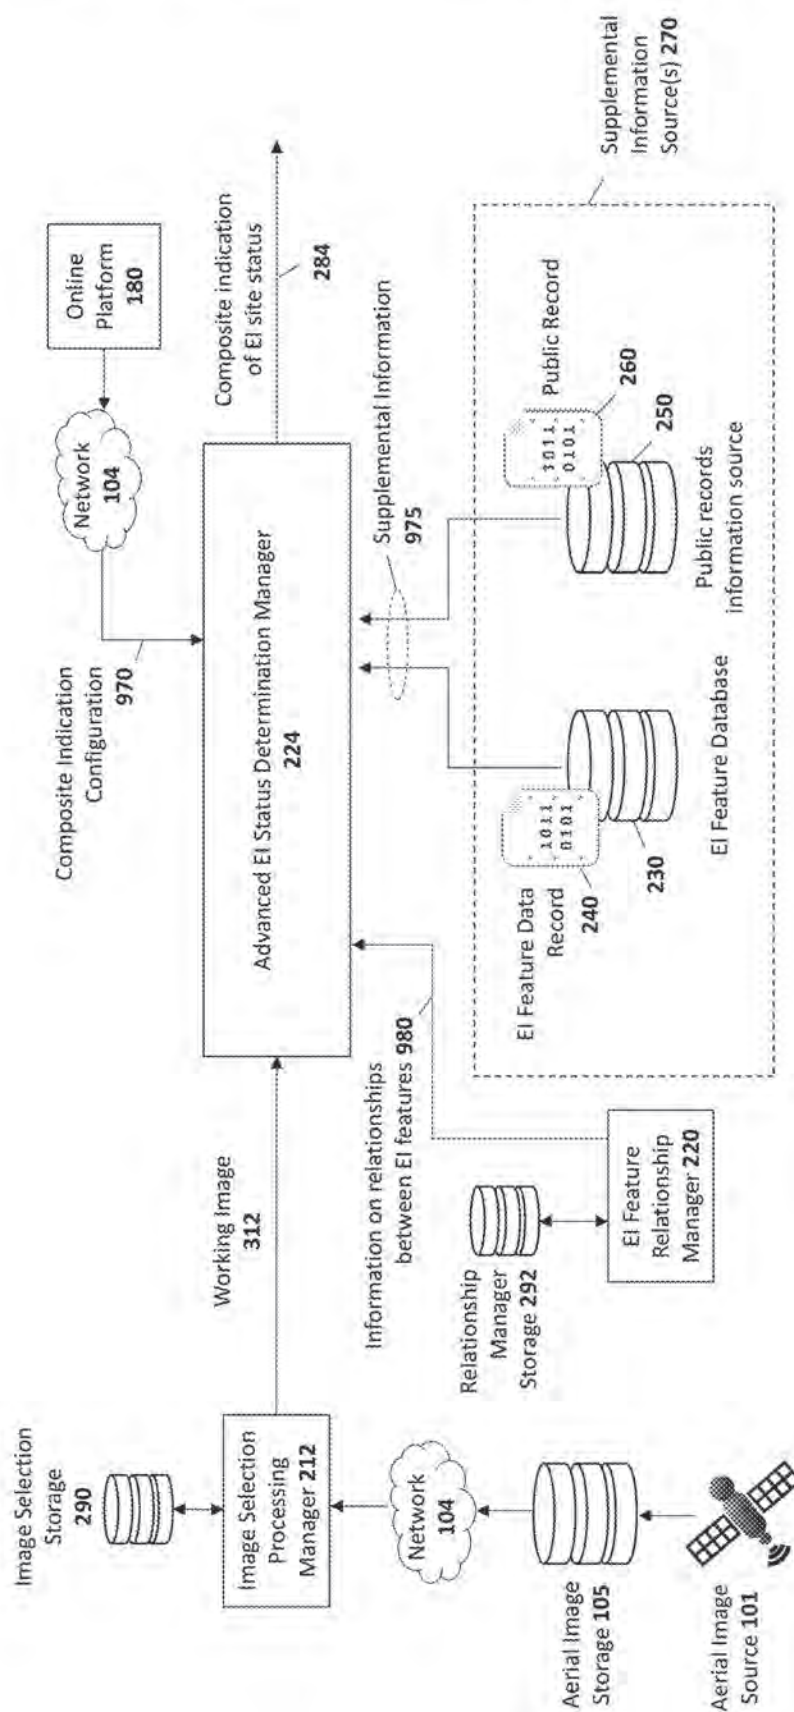 Image Selection
Storage
290
Image Selection
Processing
Manager 212
Network
104
Aerial Image
Storage 105
Aerial Image
Source 101
Working Image
312
Information on relationships
between EI features 980
Relationship
Manager
Storage 292
EI Feature
Relationship
Manager 220
Composite Indication
Configuration
970
Network
104
Online
Platform
180
Advanced EI Status Determination Manager
224
Composite indication
of EI site status
284
Supplemental Information
975
EI Feature Data
Record
240
1011
0101
230
EI Feature Database
Public Record
260
1011
0101
250
Public records
information source
Supplemental
Information
Source(s) 270